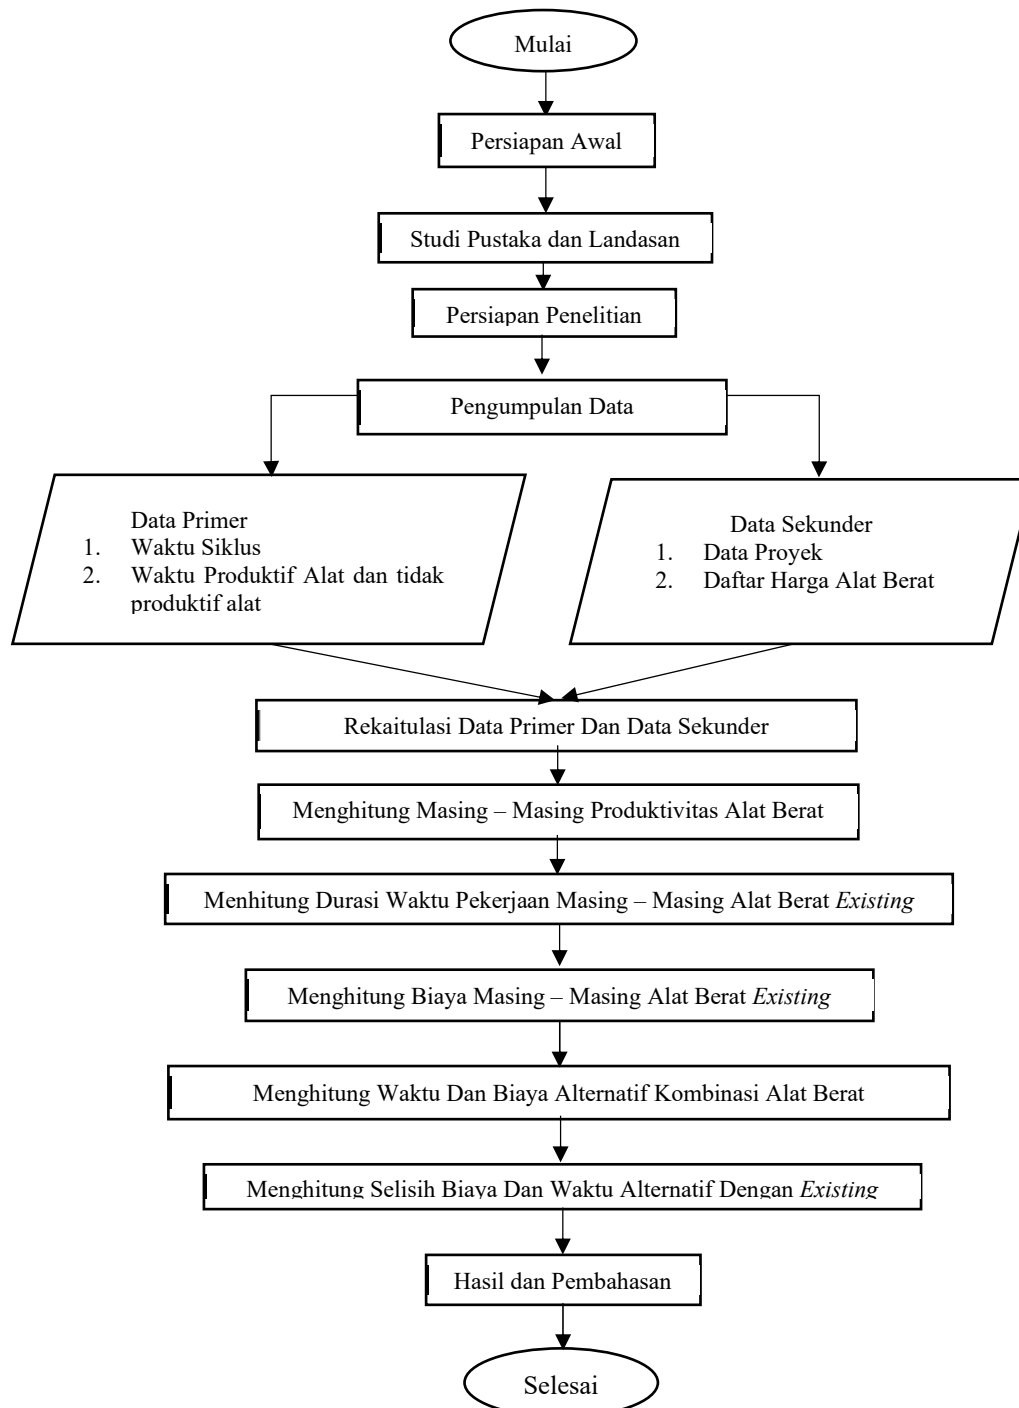 Mulai
Persiapan Awal
Studi Pustaka dan Landasan
Persiapan Penelitian
Pengumpulan Data
Data Primer
1. Waktu Siklus
2. Waktu Produktif Alat dan tidak
produktif alat
Data Sekunder
1. Data Proyek
2. Daftar Harga Alat Berat
Rekaitulasi Data Primer Dan Data Sekunder
Menghitung Masing – Masing Produktivitas Alat Berat
Menhitung Durasi Waktu Pekerjaan Masing – Masing Alat Berat Existing
Menghitung Biaya Masing – Masing Alat Berat Existing
Menghitung Waktu Dan Biaya Alternatif Kombinasi Alat Berat
Menghitung Selisih Biaya Dan Waktu Alternatif Dengan Existing
Hasil dan Pembahasan
Selesai